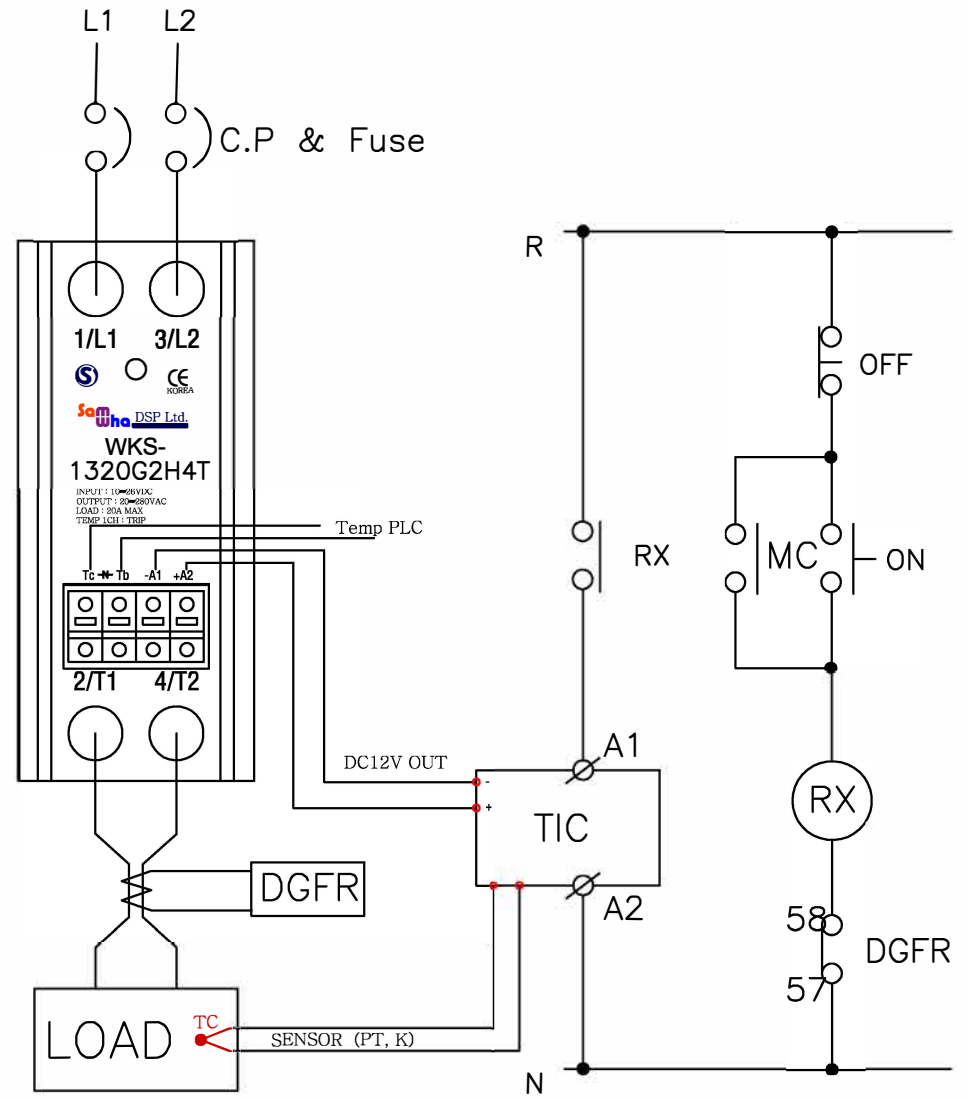 L1 L2
C.P & Fuse
R
1/L1 3/L2
S CE
KOREA
OFF
SamWha DSP Ltd.
WKS-
1320G2H4T
INPUT : 10~26VDC
OUTPUT : 20~280VAC
LOAD : 20A MAX
TEMP 1CH : TRIP
Temp PLC
RX MC ON
Tc -N- Tb -A1 +A2
2/T1 4/T2
A1
DC12V OUT
-
+
RX
TIC
DGFR
A2
58
DGFR
57
TC
LOAD
SENSOR (PT, K)
N